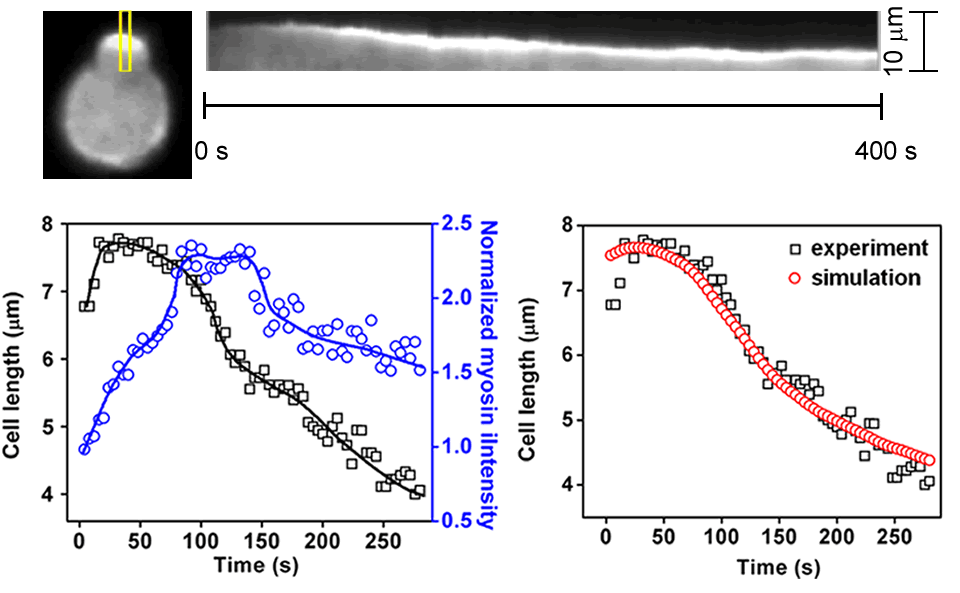 10 μm
0 s
400 s
8
7
6
5
4
Cell length (μm)
0 50 100 150 200 250
Time (s)
2.5
2.0
1.5
1.0
0.5
Normalized myosin iIntensity
8
7
6
5
4
Cell length (μm)
experiment
simulation
0 50 100 150 200 250
Time (s)